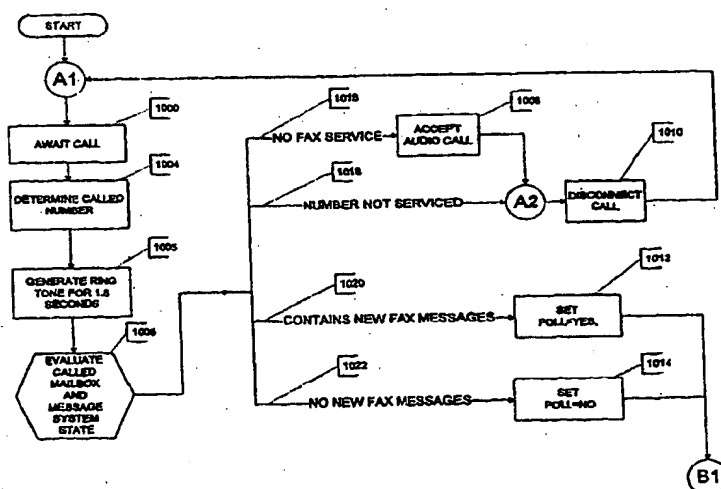 START
A1
1000
AWAIT CALL
1004
DETERMINE CALLED
NUMBER
1005
GENERATE RING
TONE FOR 1.5
SECONDS
1006
EVALUATE
CALLED
MAILBOX
AND
MESSAGE
SYSTEM
STATE
1016
NO FAX SERVICE
1008
ACCEPT
AUDIO CALL
1018
NUMBER NOT SERVICED
A2
1010
DISCONNECT
CALL
1020
CONTAINS NEW FAX MESSAGES
1012
SET
POLL=YES,
1022
NO NEW FAX MESSAGES
1014
SET
POLL=NO
B1